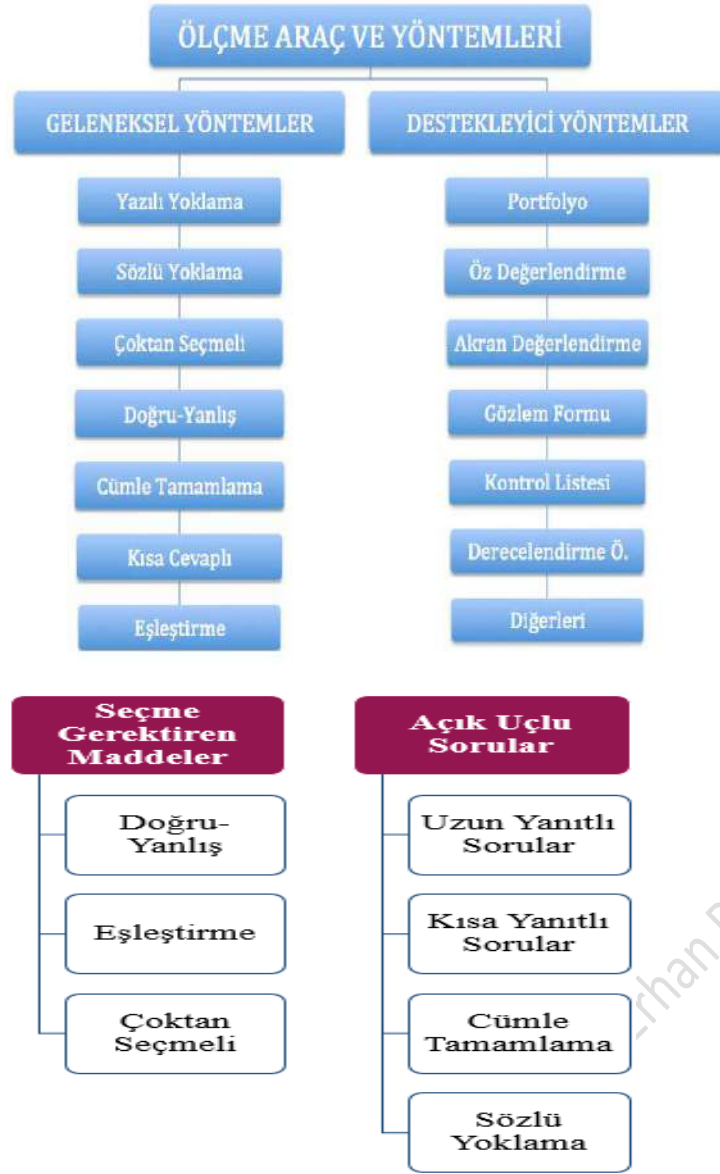 ÖLÇME ARAÇ VE YÖNTEMLERİ
GELENEKSEL YÖNTEMLER
Yazılı Yoklama
Sözlü Yoklama
Çoktan Seçmeli
Doğru-Yanlış
Cümle Tamamlama
Kısa Cevaplı
Eşleştirme
DESTEKLEYİCİ YÖNTEMLER
Portfolyo
Öz Değerlendirme
Akran Değerlendirme
Gözlem Formu
Kontrol Listesi
Derecelendirme Ö.
Diğerleri
Seçme
Gerektiren
Maddeler
Doğru-
Yanlış
Eşleştirme
Çoktan
Seçmeli
Açık Uçlu
Sorular
Uzun Yanıtlı
Sorular
Kısa Yanıtlı
Sorular
Cümle
Tamamlama
Sözlü
Yoklama